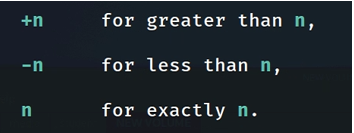 +n for greater than n,
-n for less than n,
n for exactly n.